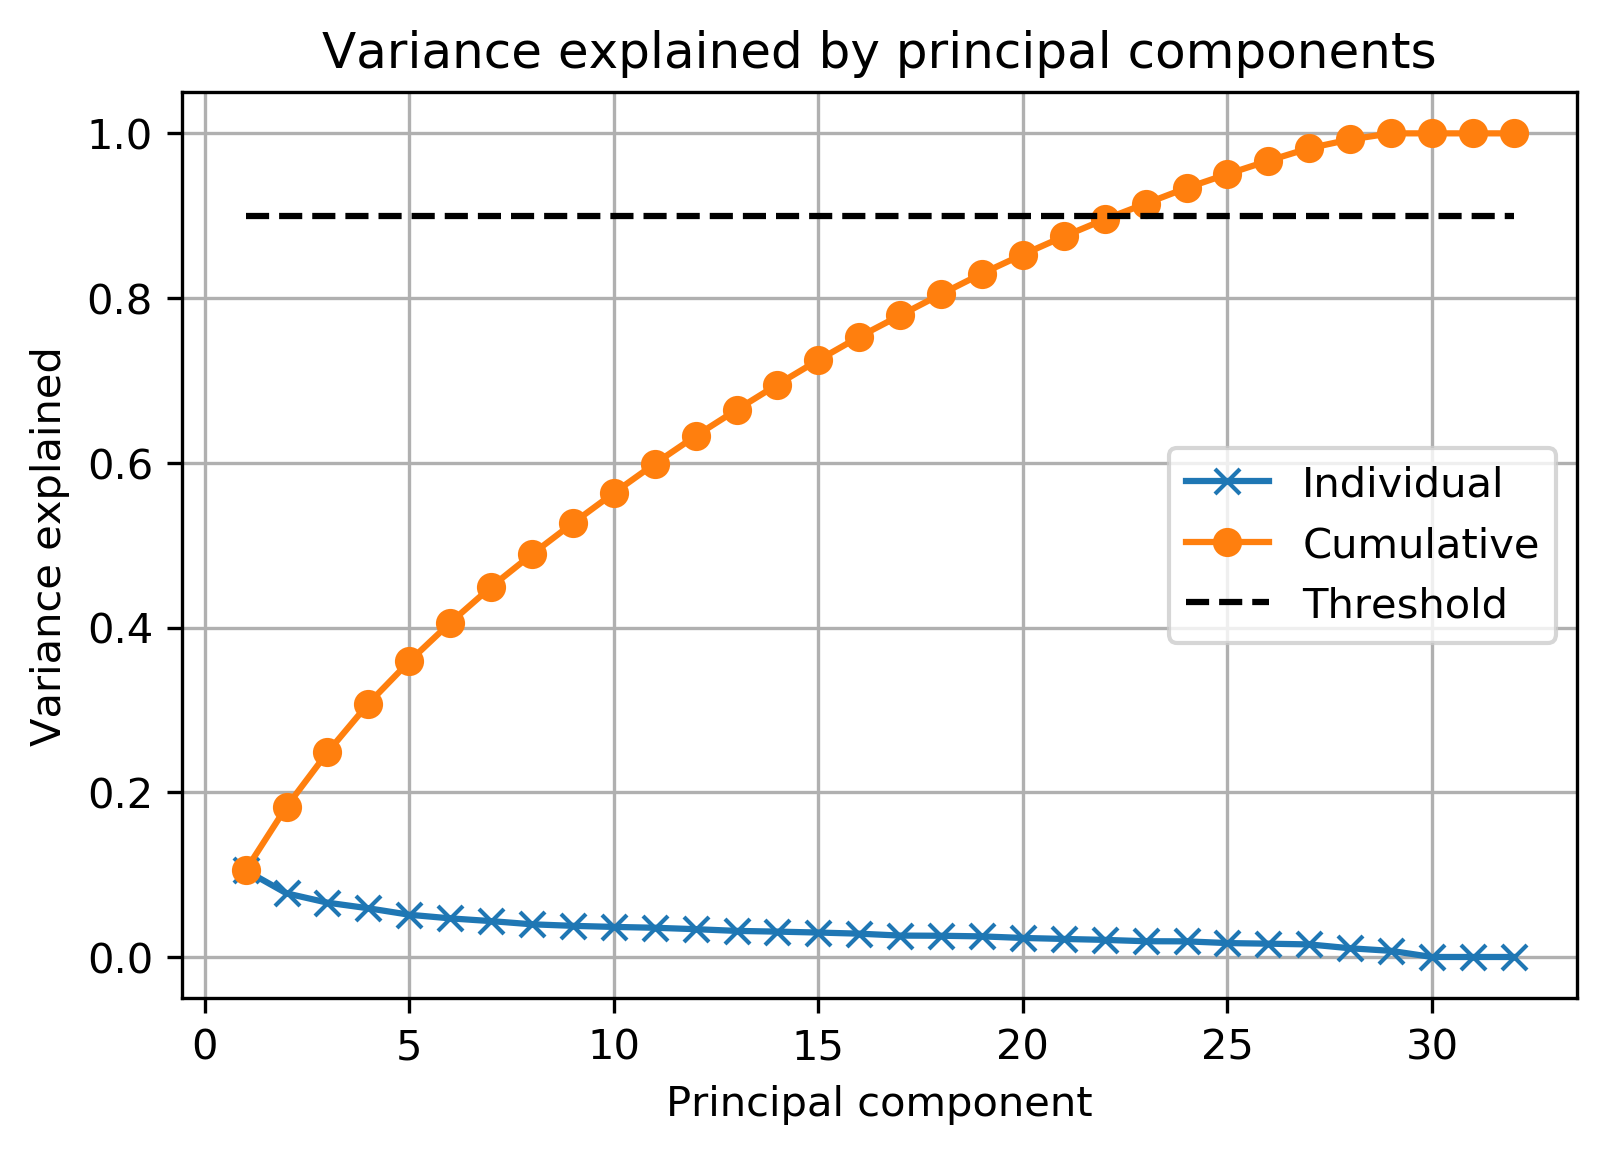 Variance explained by principal components
1.0
0.8
0.6
0.4
0.2
0.0
Variance explained
Individual
Cumulative
Threshold
0 5 10 15 20 25 30
Principal component